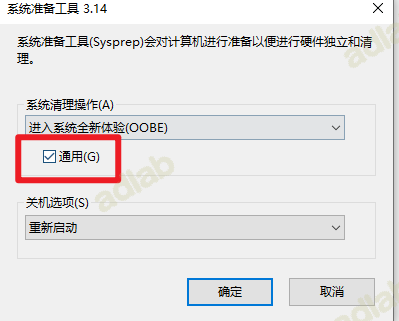 系统准备工具 3.14
系统准备工具(Sysprep)会对计算机进行准备以便进行硬件独立和清
理。
系统清理操作(A)
进入系统全新体验(OOBE)
通用(G)
关机选项(S)
重新启动
确定
取消
adlab
adlab
adlab